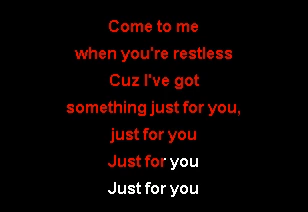 Come to me
when you're restless
Cuz I've got
something just for you,
just for you
Just for you
Just for you